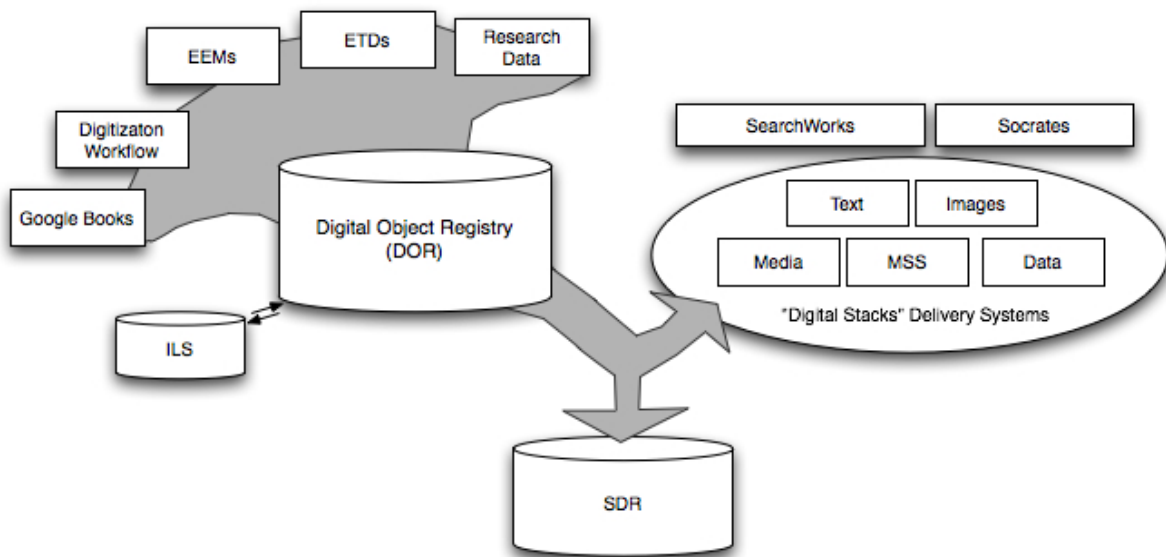 EEMs
ETDs
Research
Data
Digitizaton
Workflow
Google Books
Digital Object Registry
(DOR)
ILS
SearchWorks
Socrates
Text
Images
Media
MSS
Data
"Digital Stacks" Delivery Systems
SDR